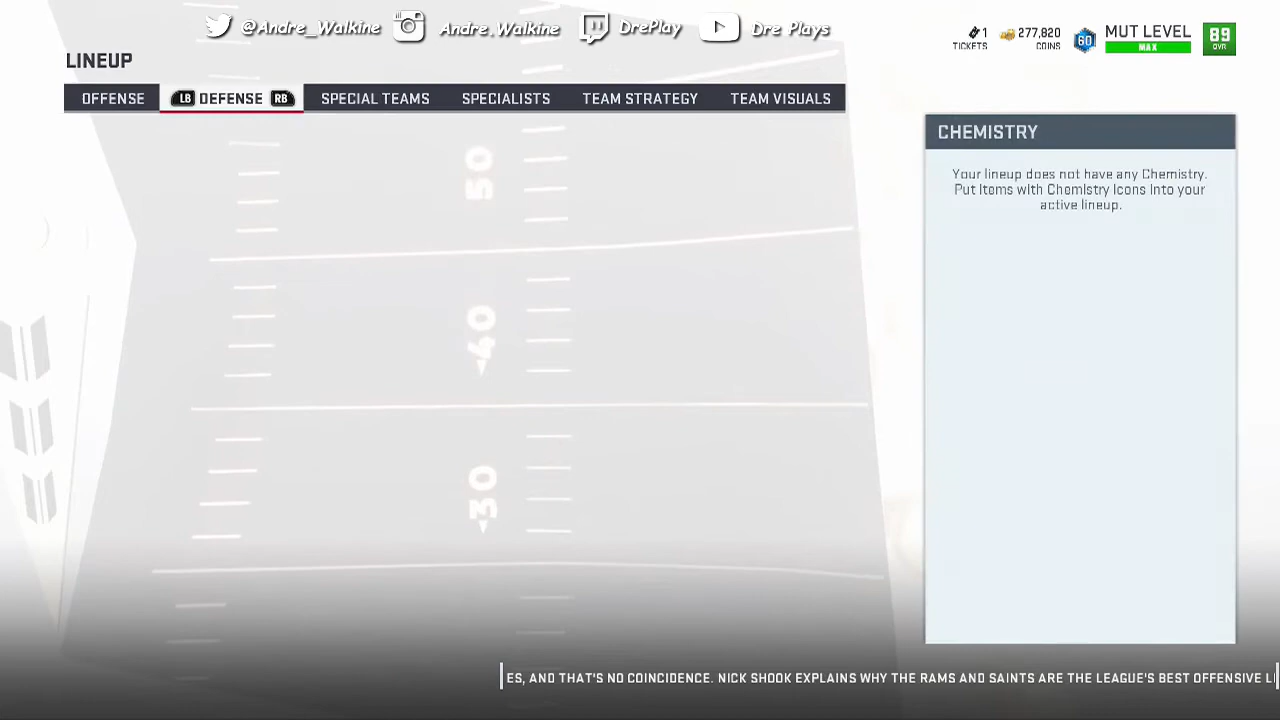 @Andre_Walkine Andre_Walkine DrePlay Dre Plays
LINEUP
1 TICKETS
277,820 COINS
60
MUT LEVEL
MAX
89
OVR
OFFENSE LB DEFENSE RB SPECIAL TEAMS SPECIALISTS TEAM STRATEGY TEAM VISUALS
CHEMISTRY
Your lineup does not have any Chemistry.
Put items with Chemistry Icons into your
active lineup.
50
40
30
ES, AND THAT'S NO COINCIDENCE. NICK SHOOK EXPLAINS WHY THE RAMS AND SAINTS ARE THE LEAGUE'S BEST OFFENSIVE LI